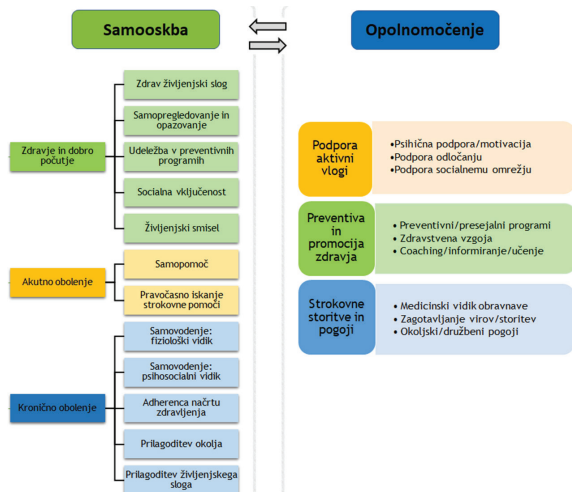 Samooskba
Opolnomočenje
Zdravje in dobro
počutje
Zdrav življenjski slog
Samopregledovanje in
opazovanje
Udeležba v preventivnih
programih
Socialna vključenost
Življenjski smisel
Akutno obolenje
Samopomoč
Pravočasno iskanje
strokovne pomoči
Kronično obolenje
Samovodenje:
fiziološki vidik
Samovodenje:
psihosocialni vidik
Adherenca načrtu
zdravljenja
Prilagoditev okolja
Prilagoditev življenjskega
sloga
Podpora
aktivni
vlogi
•Psihična podpora/motivacija
•Podpora odločanju
•Podpora socialnemu omrežju
Preventiva
in
promocija
zdravja
• Preventivni/presejalni programi
• Zdravstvena vzgoja
• Coaching/informiranje/učenje
Strokovne
storitve in
pogoji
• Medicinski vidik obravnave
• Zagotavljanje virov/storitev
• Okoljski/družbeni pogoji